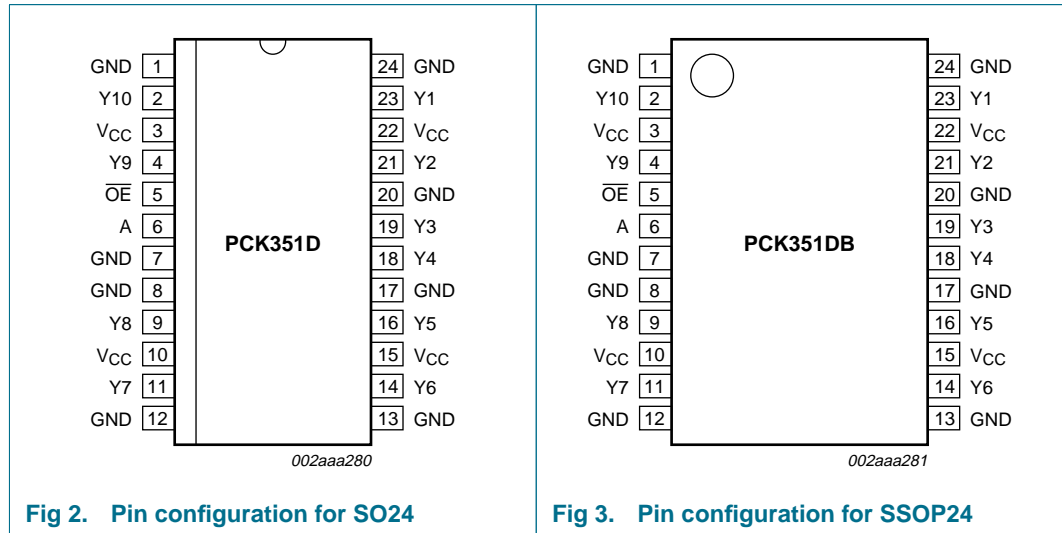 GND 1 24 GND
Y10 2 23 Y1
VCC 3 22 VCC
Y9 4 21 Y2
O̅E̅ 5 20 GND
A 6 19 Y3
PCK351D
GND 7 18 Y4
GND 8 17 GND
Y8 9 16 Y5
VCC 10 15 VCC
Y7 11 14 Y6
GND 12 13 GND
002aaa280
Fig 2. Pin configuration for SO24
GND 1 24 GND
Y10 2 23 Y1
VCC 3 22 VCC
Y9 4 21 Y2
O̅E̅ 5 20 GND
A 6 19 Y3
PCK351DB
GND 7 18 Y4
GND 8 17 GND
Y8 9 16 Y5
VCC 10 15 VCC
Y7 11 14 Y6
GND 12 13 GND
002aaa281
Fig 3. Pin configuration for SSOP24